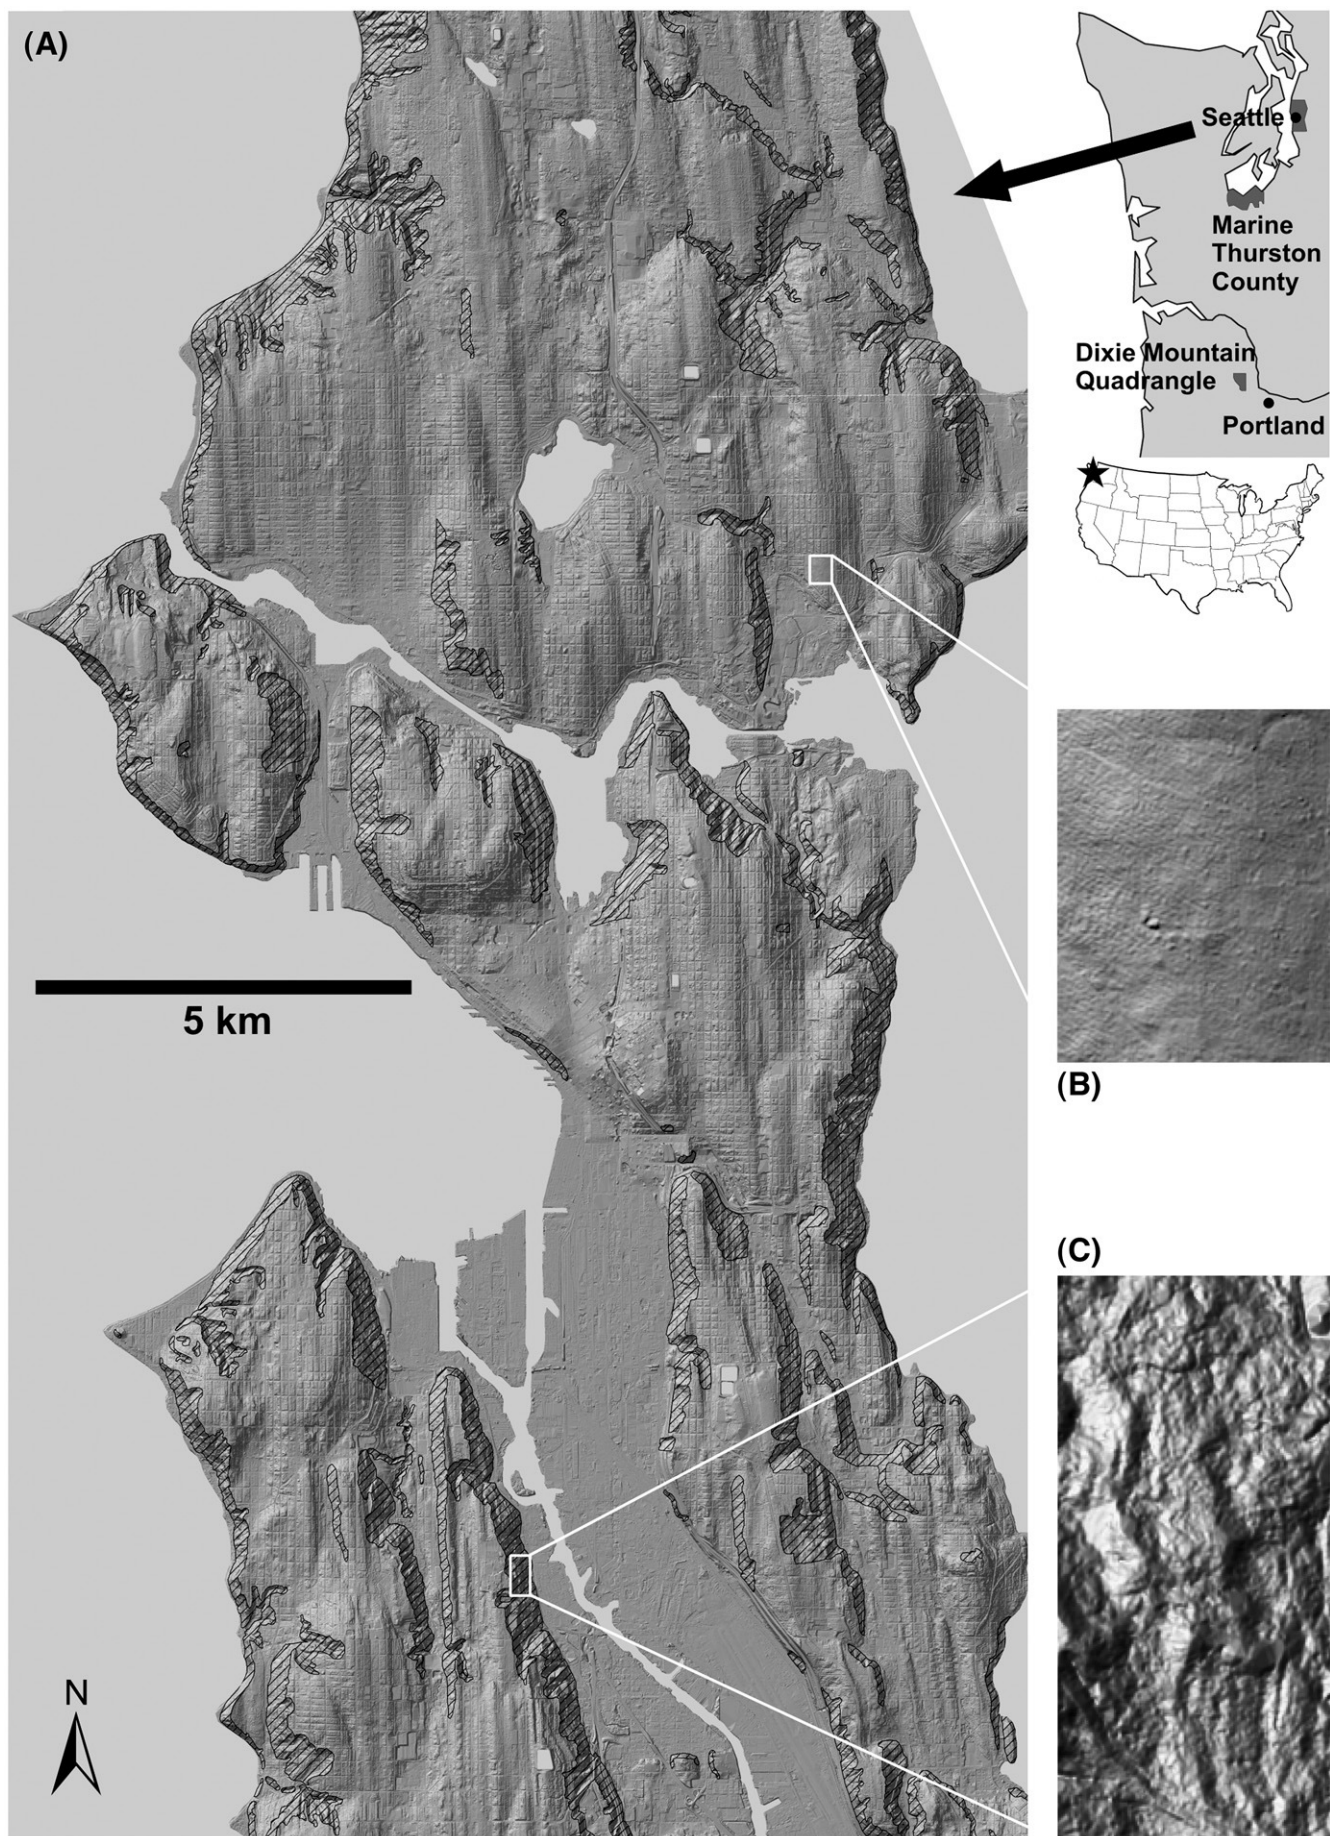 (A)
Seattle
Marine
Thurston
County
Dixie Mountain
Quadrangle
Portland
5 km
(B)
(C)
N